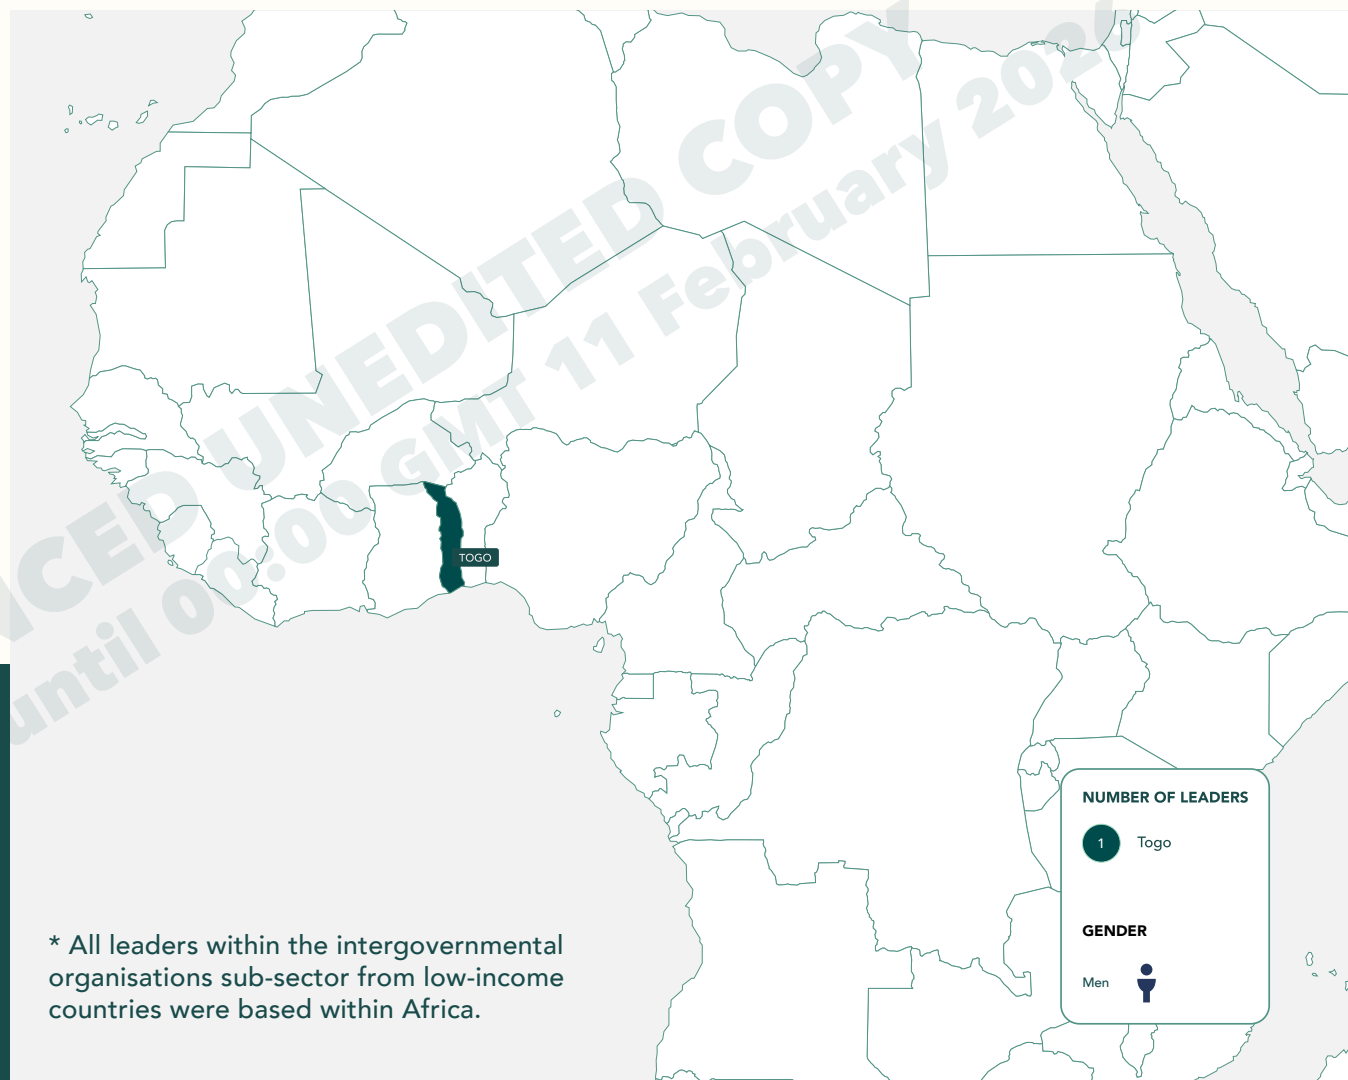 NCED UNEDITED COPY
until 00:00 GMT 11 February 2026
TOGO
NUMBER OF LEADERS
1 Togo
GENDER
Men
* All leaders within the intergovernmental
organisations sub-sector from low-income
countries were based within Africa.